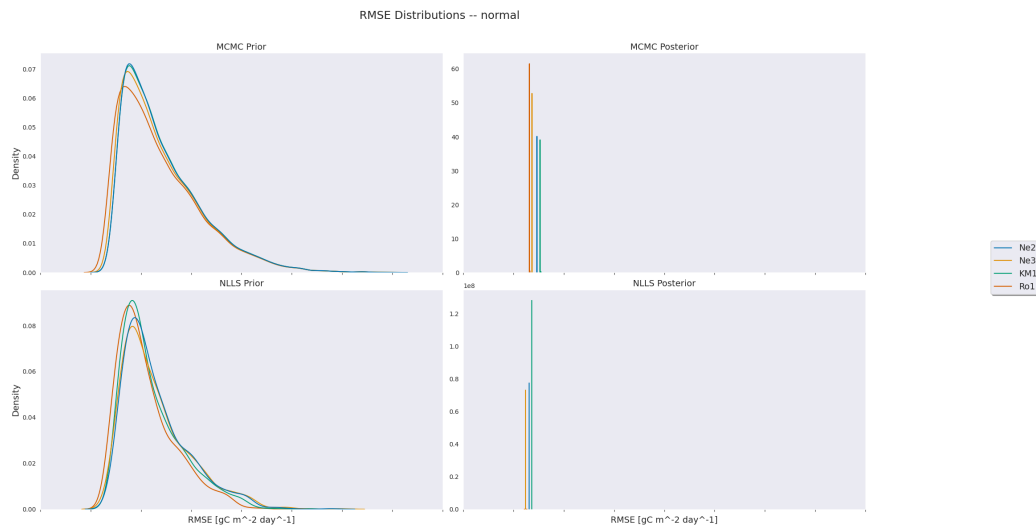 RMSE Distributions -- normal
MCMC Prior
MCMC Posterior
0.07
0.06
0.05
0.04
0.03
0.02
0.01
0.00
Density
60
50
40
30
20
10
0
Ne2
Ne3
KM1
Ro1
NLLS Prior
1e8
NLLS Posterior
0.08
0.06
0.04
0.02
0.00
Density
1.2
1.0
0.8
0.6
0.4
0.2
0.0
RMSE [gC m^-2 day^-1]
RMSE [gC m^-2 day^-1]